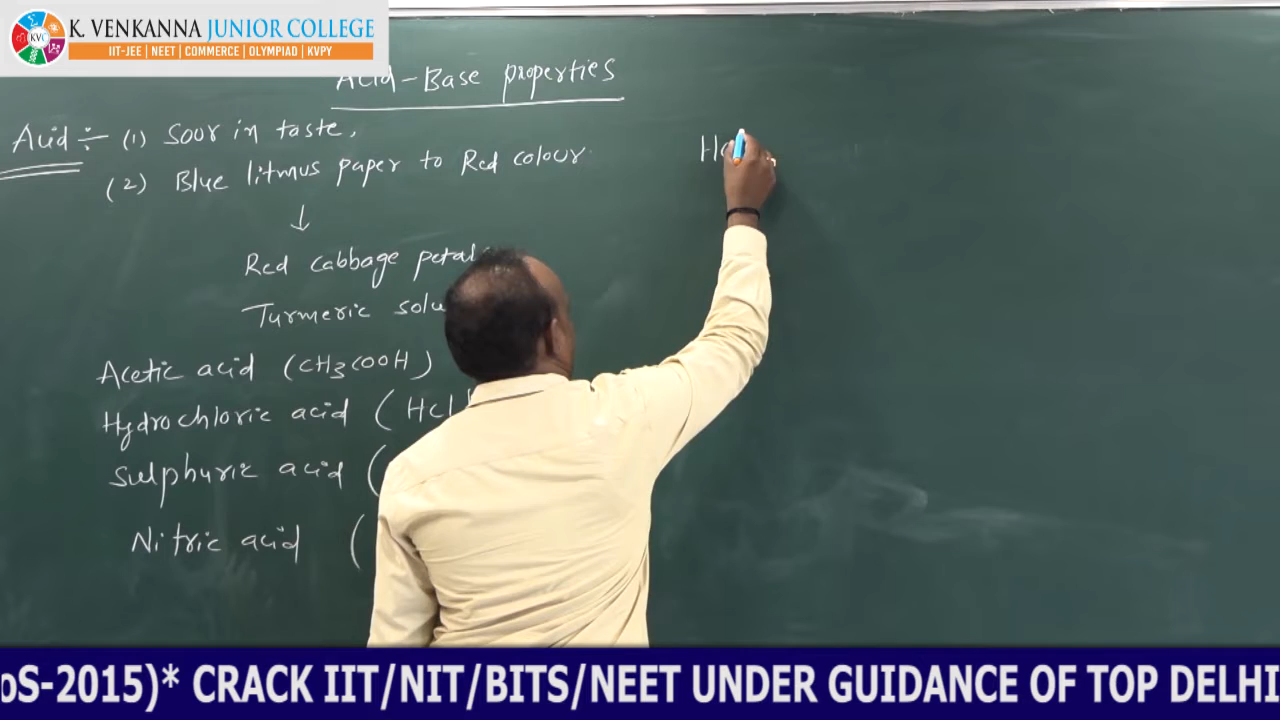 KVC K. VENKANNA JUNIOR COLLEGE
IIT-JEE | NEET | COMMERCE | OLYMPIAD | KVPY
Acid-Base properties
Acid ÷ (1) Sour in taste,
(2) Blue litmus paper to Red colour.
↓
Red cabbage petal
Turmeric solu
Acetic acid (CH3COOH)
Hydrochloric acid (HCl
Sulphuric acid (
Nitric acid (
oS-2015)* CRACK IIT/NIT/BITS/NEET UNDER GUIDANCE OF TOP DELHI